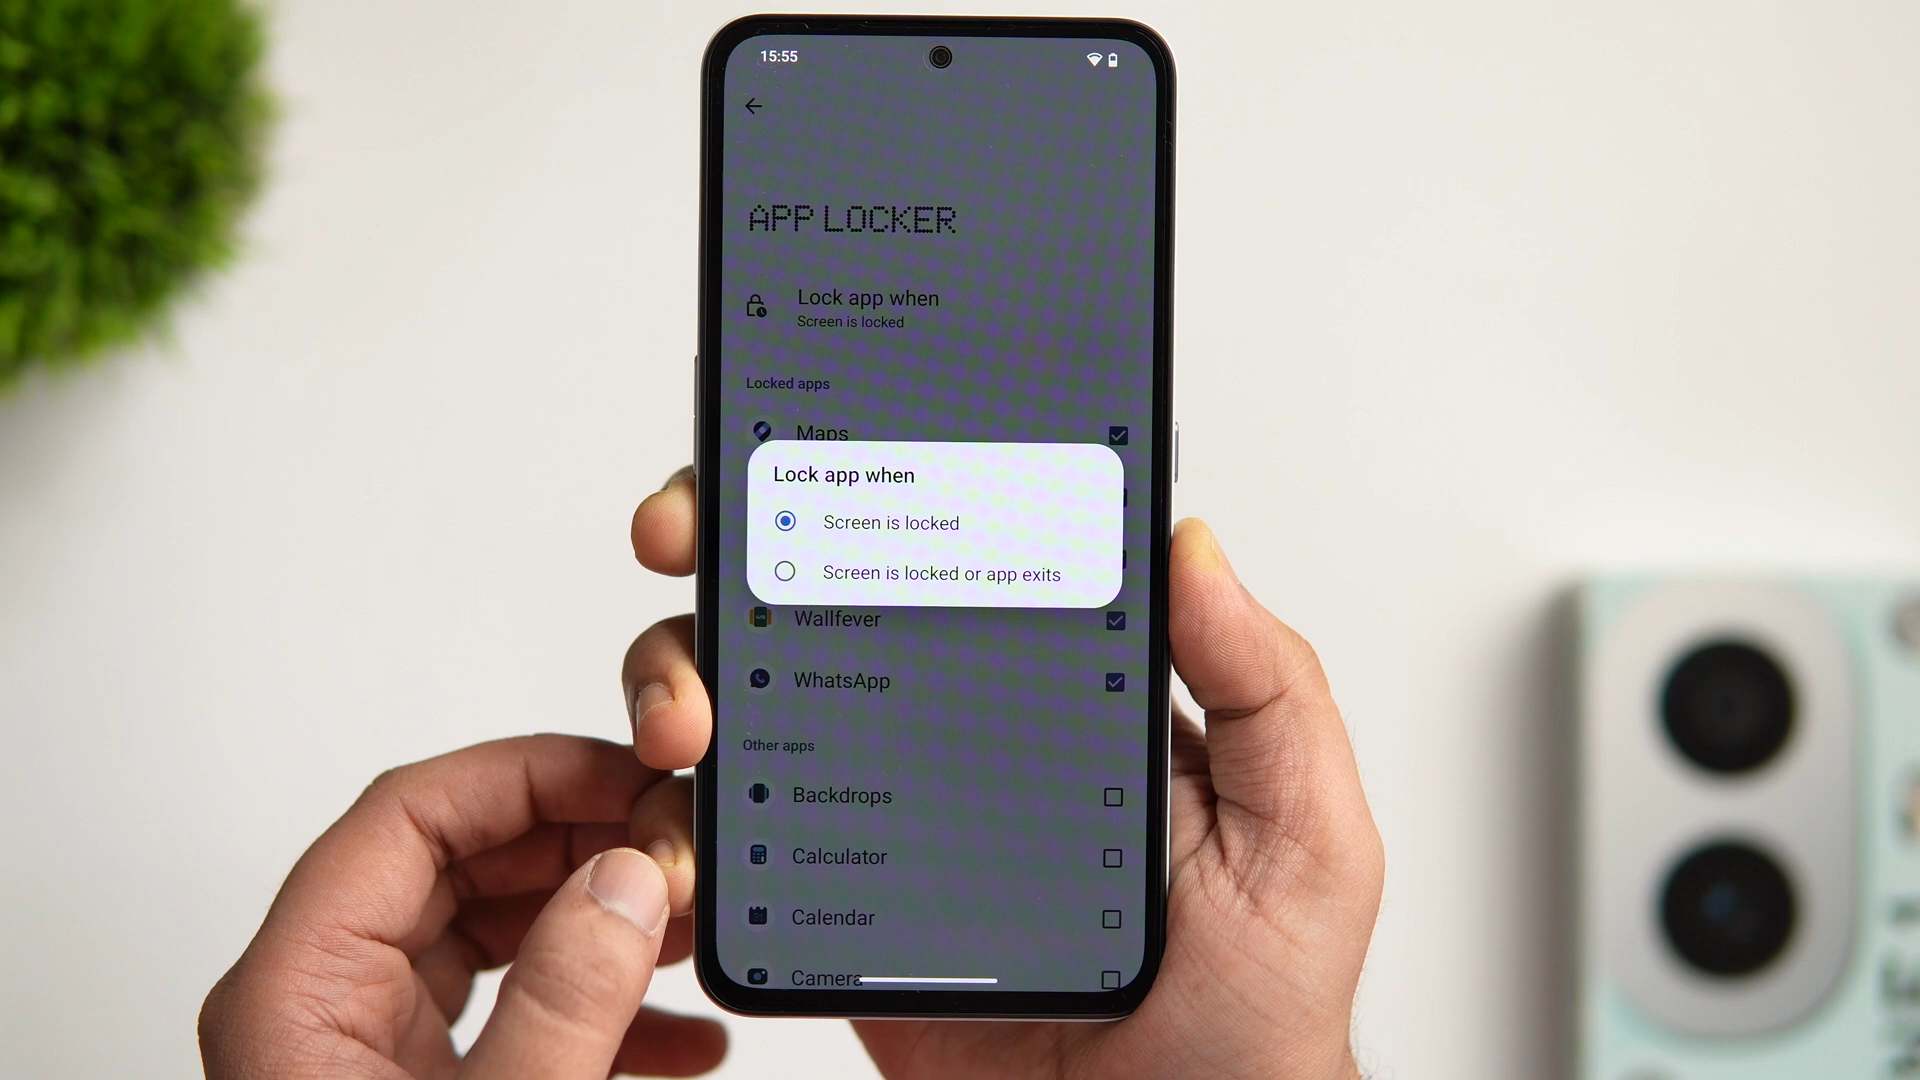 15:55
APP LOCKER
Lock app when
Screen is locked
Locked apps
Maps
Lock app when
Screen is locked
Screen is locked or app exits
Wallfever
WhatsApp
Other apps
Backdrops
Calculator
Calendar
Camera